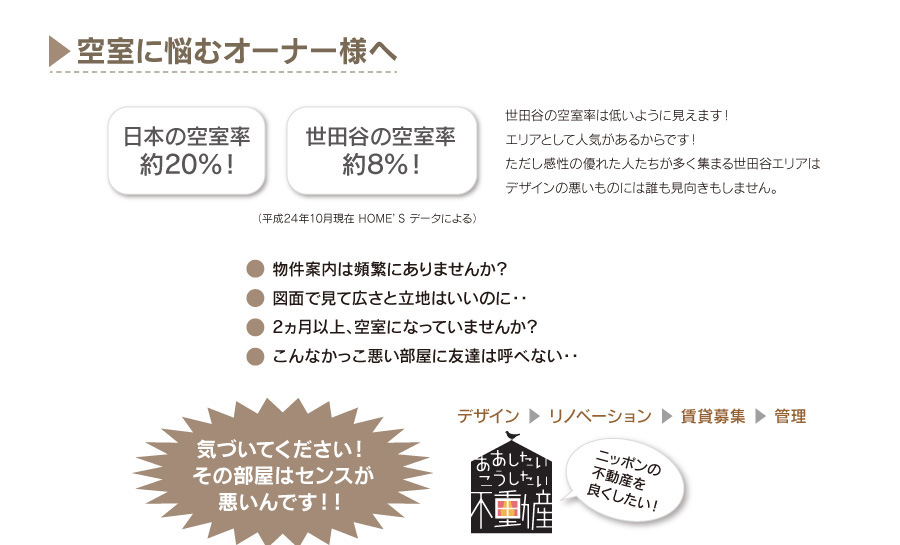 空室に悩むオーナー様へ
日本の空室率
約20%!
世田谷の空室率
約8%!
世田谷の空室率は低いように見えます!
エリアとして人気があるからです!
ただし感性の優れた人たちが多く集まる世田谷エリアは
デザインの悪いものには誰も見向きもしません。
(平成24年10月現在 HOME'S データによる)
物件案内は頻繁にありませんか?
図面で見て広さと立地はいいのに‥
2ヵ月以上、空室になっていませんか?
こんなかっこ悪い部屋に友達は呼べない‥
気づいてください!
その部屋はセンスが
悪いんです!!
デザイン ▶ リノベーション ▶ 賃貸募集 ▶ 管理
ああしたい
こうしたい
不動産
ニッポンの
不動産を
良くしたい!